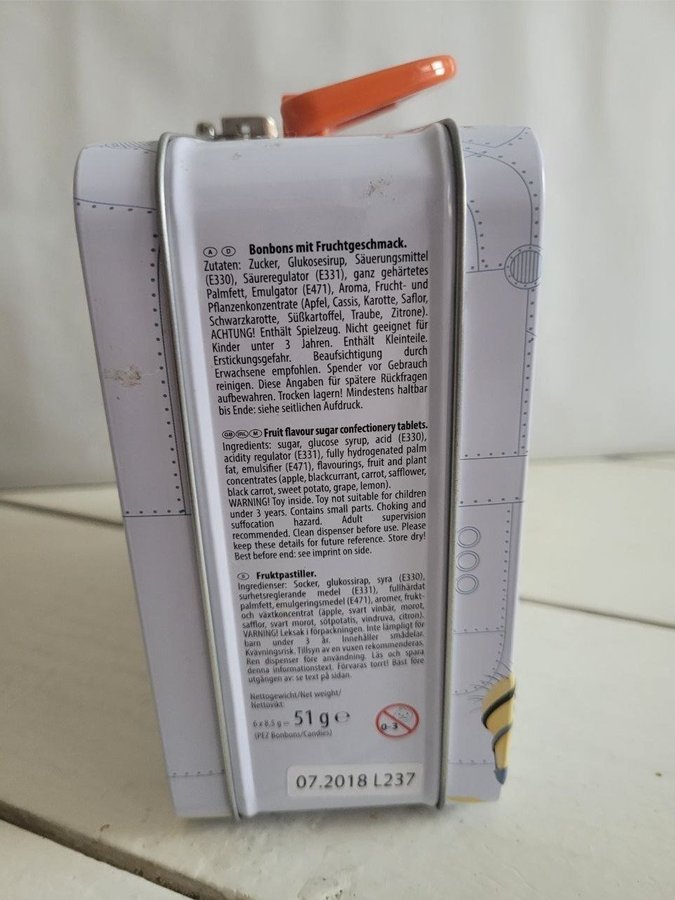 A D Bonbons mit Fruchtgeschmack.
Zutaten: Zucker, Glukosesirup, Säuerungsmittel
(E330), Säureregulator (E331), ganz gehärtetes
Palmfett, Emulgator (E471), Aroma, Frucht- und
Pflanzenkonzentrate (Apfel, Cassis, Karotte, Saflor,
Schwarzkarotte, Süßkartoffel, Traube, Zitrone).
ACHTUNG! Enthält Spielzeug. Nicht geeignet für
Kinder unter 3 Jahren. Enthält Kleinteile.
Erstickungsgefahr. Beaufsichtigung durch
Erwachsene empfohlen. Spender vor Gebrauch
reinigen. Diese Angaben für spätere Rückfragen
aufbewahren. Trocken lagern! Mindestens haltbar
bis Ende: siehe seitlichen Aufdruck.
GB IRL M Fruit flavour sugar confectionery tablets.
Ingredients: sugar, glucose syrup, acid (E330),
acidity regulator (E331), fully hydrogenated palm
fat, emulsifier (E471), flavourings, fruit and plant
concentrates (apple, blackcurrant, carrot, safflower,
black carrot, sweet potato, grape, lemon).
WARNING! Toy inside. Toy not suitable for children
under 3 years. Contains small parts. Choking and
suffocation hazard. Adult supervision
recommended. Clean dispenser before use. Please
keep these details for future reference. Store dry!
Best before end: see imprint on side.
S Fruktpastiller.
Ingredienser: Socker, glukossirap, syra (E330),
surhetsreglerande medel (E331), fullhärdat
palmfett, emulgeringsmedel (E471), aromer, frukt-
och växtkoncentrat (äpple, svart vinbär, morot,
safflor, svart morot, sötpotatis, vindruva, citron).
VARNING! Leksak i förpackningen. Inte lämpligt för
barn under 3 år. Innehåller smådelar.
Kvävningsrisk. Tillsyn av en vuxen rekommenderas.
Ren dispenser före användning. Läs och spara
denna informationstext. Förvaras torrt! Bäst före
utgången av: se text på sidan.
Nettogewicht/Net weight/
Nettovikt:
6 x 8,5 g = 51 g ℮
(PEZ Bonbons/Candies)
0-3
07.2018 L237